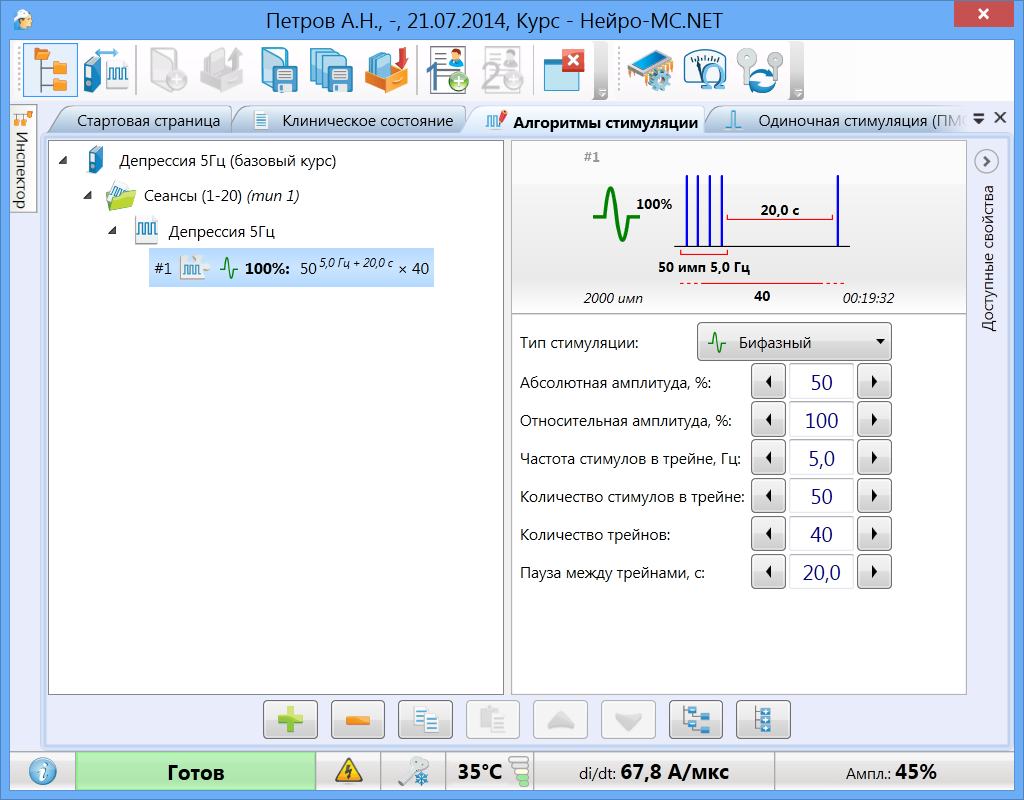 Петров А.Н., -, 21.07.2014, Курс - Нейро-МС.NET
Стартовая страница
Клиническое состояние
Алгоритмы стимуляции
Одиночная стимуляция (ПМС
Инспектор
Депрессия 5Гц (базовый курс)
Сеансы (1-20) (тип 1)
Депрессия 5Гц
#1 100%: 50 5,0 Гц + 20,0 с × 40
#1
100%
20,0 с
50 имп 5,0 Гц
2000 имп
40
00:19:32
Доступные свойства
Тип стимуляции: Бифазный
Абсолютная амплитуда, %: 50
Относительная амплитуда, %: 100
Частота стимулов в трейне, Гц: 5,0
Количество стимулов в трейне: 50
Количество трейнов: 40
Пауза между трейнами, с: 20,0
Готов
35°C
di/dt: 67,8 А/мкс
Ампл.: 45%